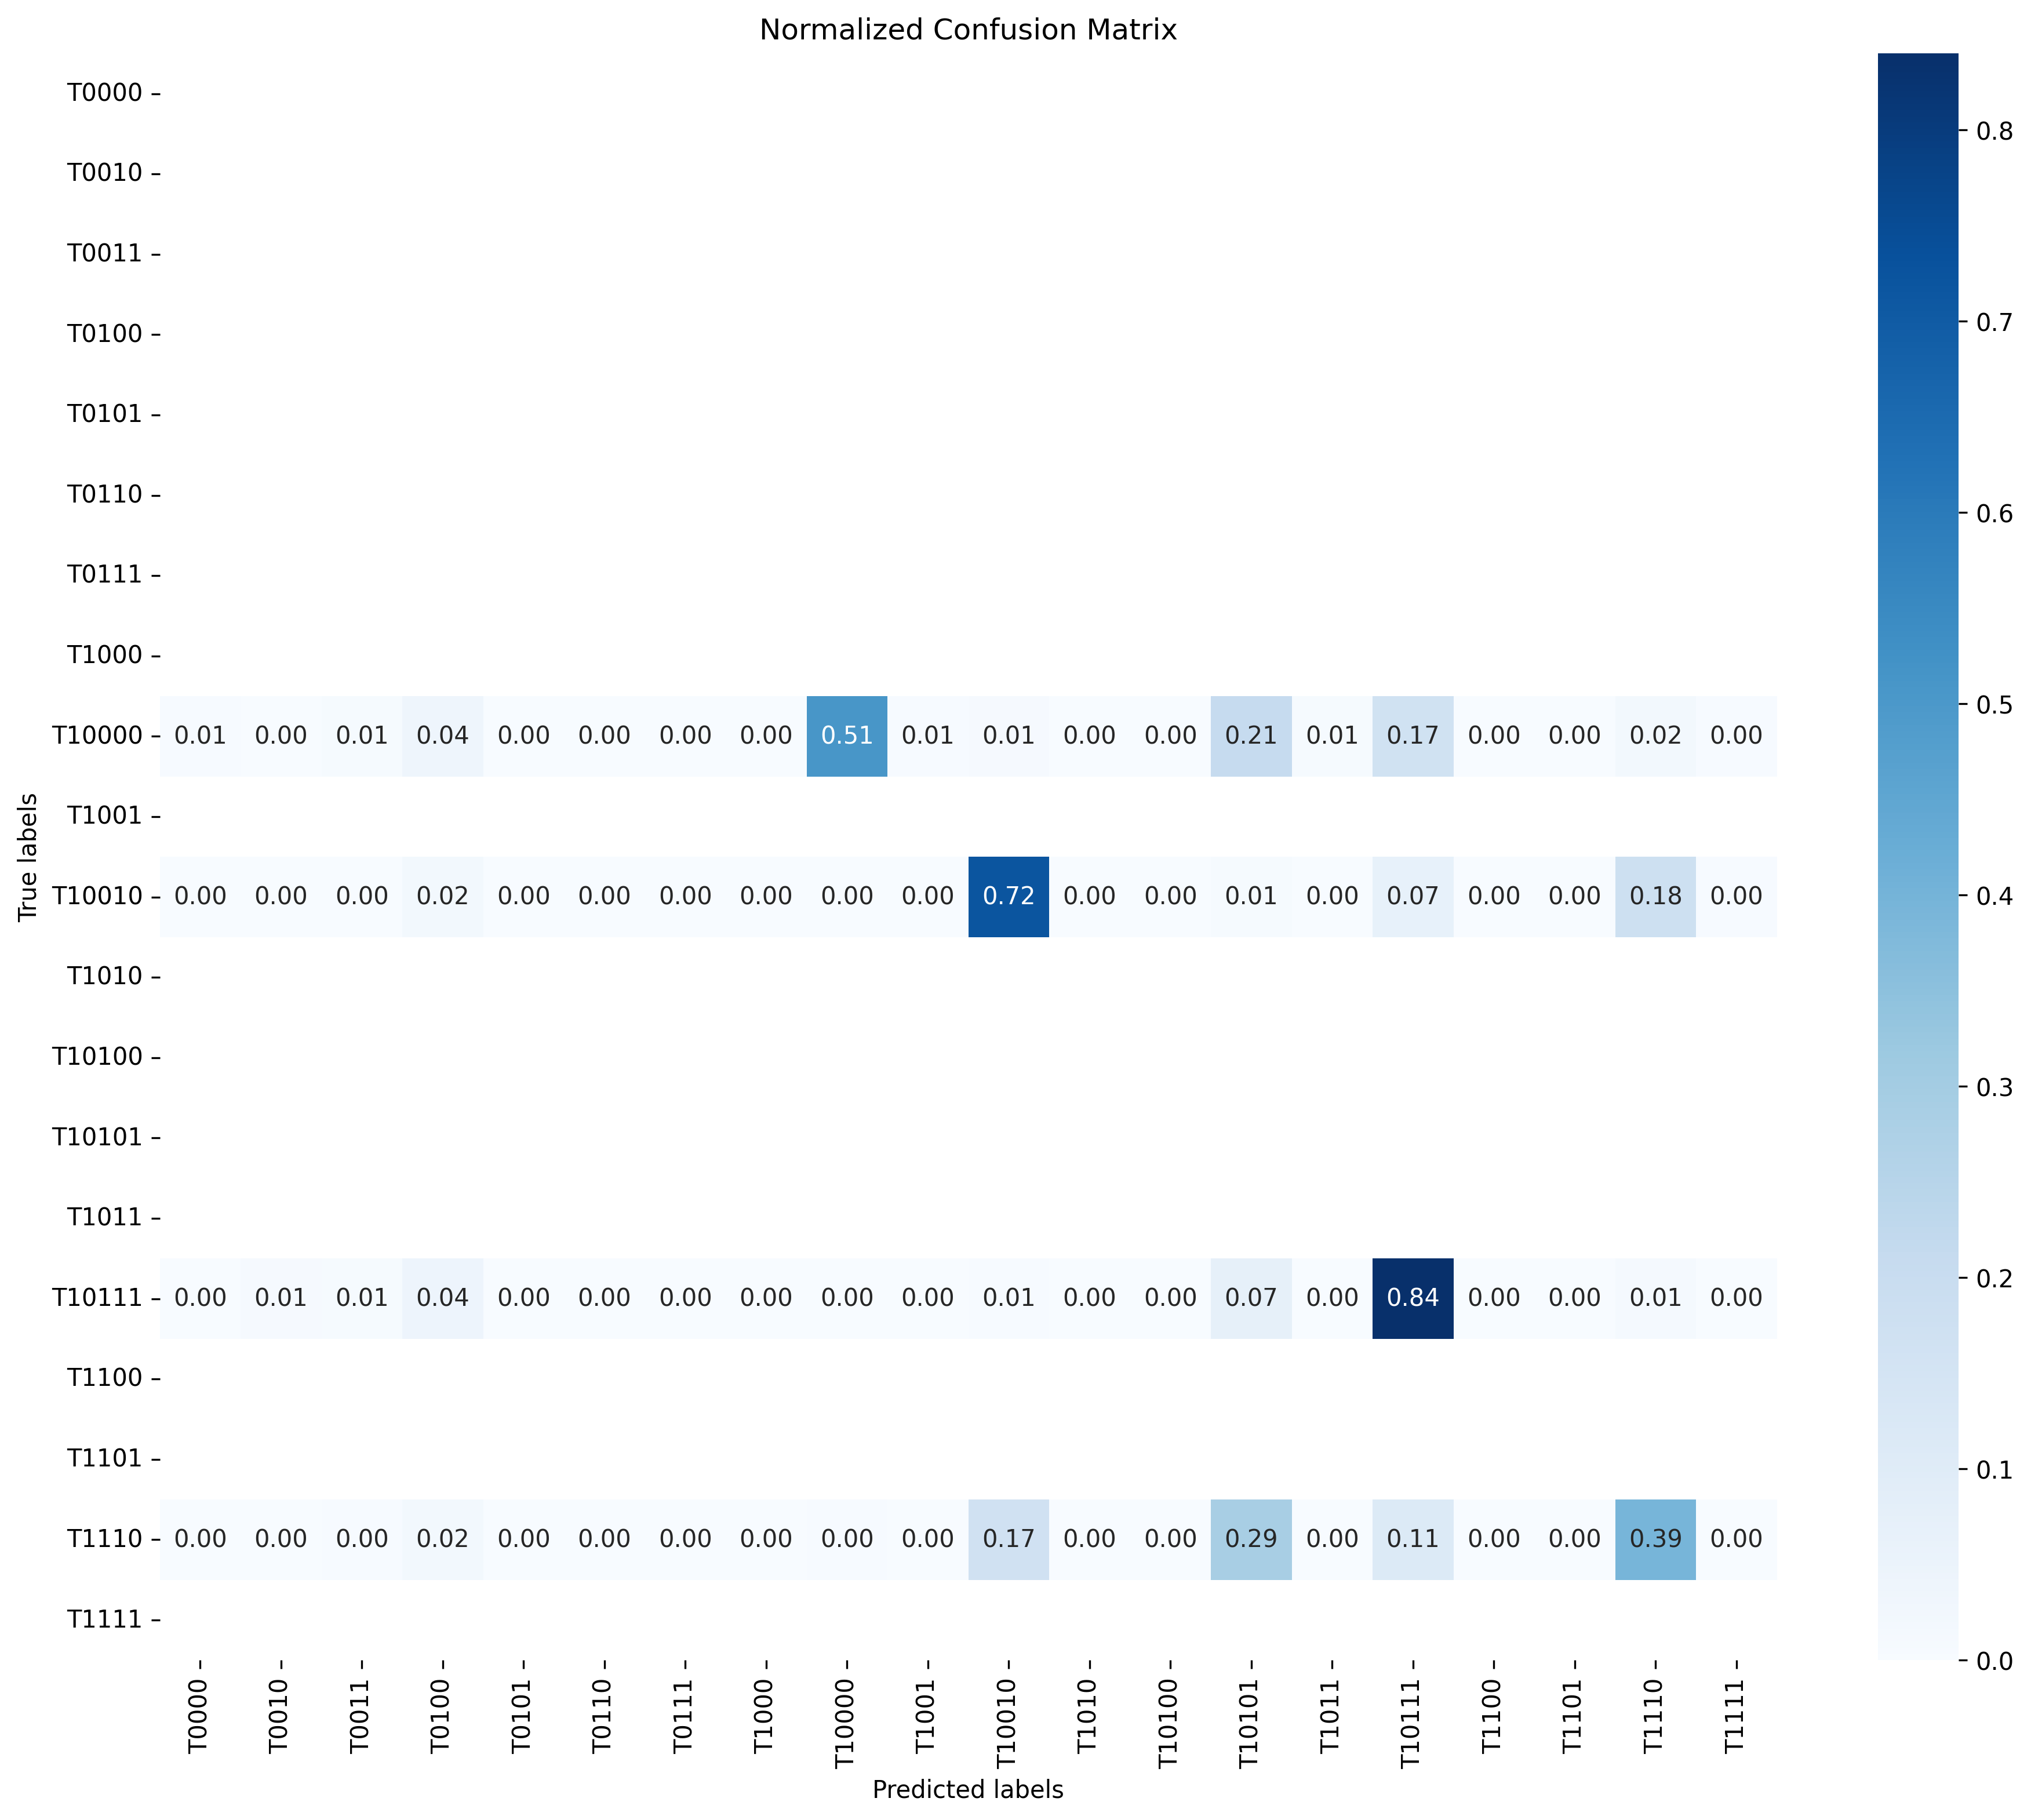 Normalized Confusion Matrix
T0000
T0010
T0011
T0100
T0101
T0110
T0111
T1000
T10000 0.01 0.00 0.01 0.04 0.00 0.00 0.00 0.00 0.51 0.01 0.01 0.00 0.00 0.21 0.01 0.17 0.00 0.00 0.02 0.00
T1001
T10010 0.00 0.00 0.00 0.02 0.00 0.00 0.00 0.00 0.00 0.00 0.72 0.00 0.00 0.01 0.00 0.07 0.00 0.00 0.18 0.00
T1010
T10100
T10101
T1011
T10111 0.00 0.01 0.01 0.04 0.00 0.00 0.00 0.00 0.00 0.00 0.01 0.00 0.00 0.07 0.00 0.84 0.00 0.00 0.01 0.00
T1100
T1101
T1110 0.00 0.00 0.00 0.02 0.00 0.00 0.00 0.00 0.00 0.00 0.17 0.00 0.00 0.29 0.00 0.11 0.00 0.00 0.39 0.00
T1111
True labels
T0000 T0010 T0011 T0100 T0101 T0110 T0111 T1000 T10000 T1001 T10010 T1010 T10100 T10101 T1011 T10111 T1100 T1101 T1110 T1111
Predicted labels
0.8
0.7
0.6
0.5
0.4
0.3
0.2
0.1
0.0